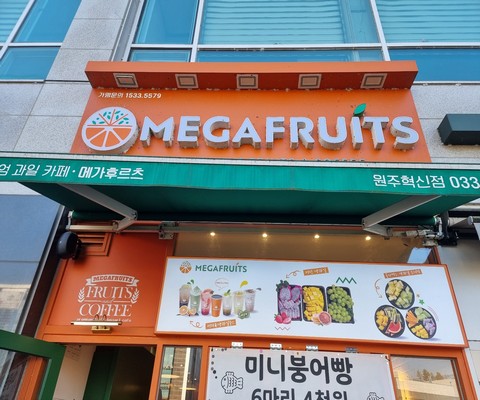 가맹문의 1533.5579
MEGAFRUITS
엄 과일 카페·메가후르츠
원주혁신점 033
MEGAFRUITS
MEGAFRUITS
FRUITS
COFFEE
미니붕어빵
6마리 4천원